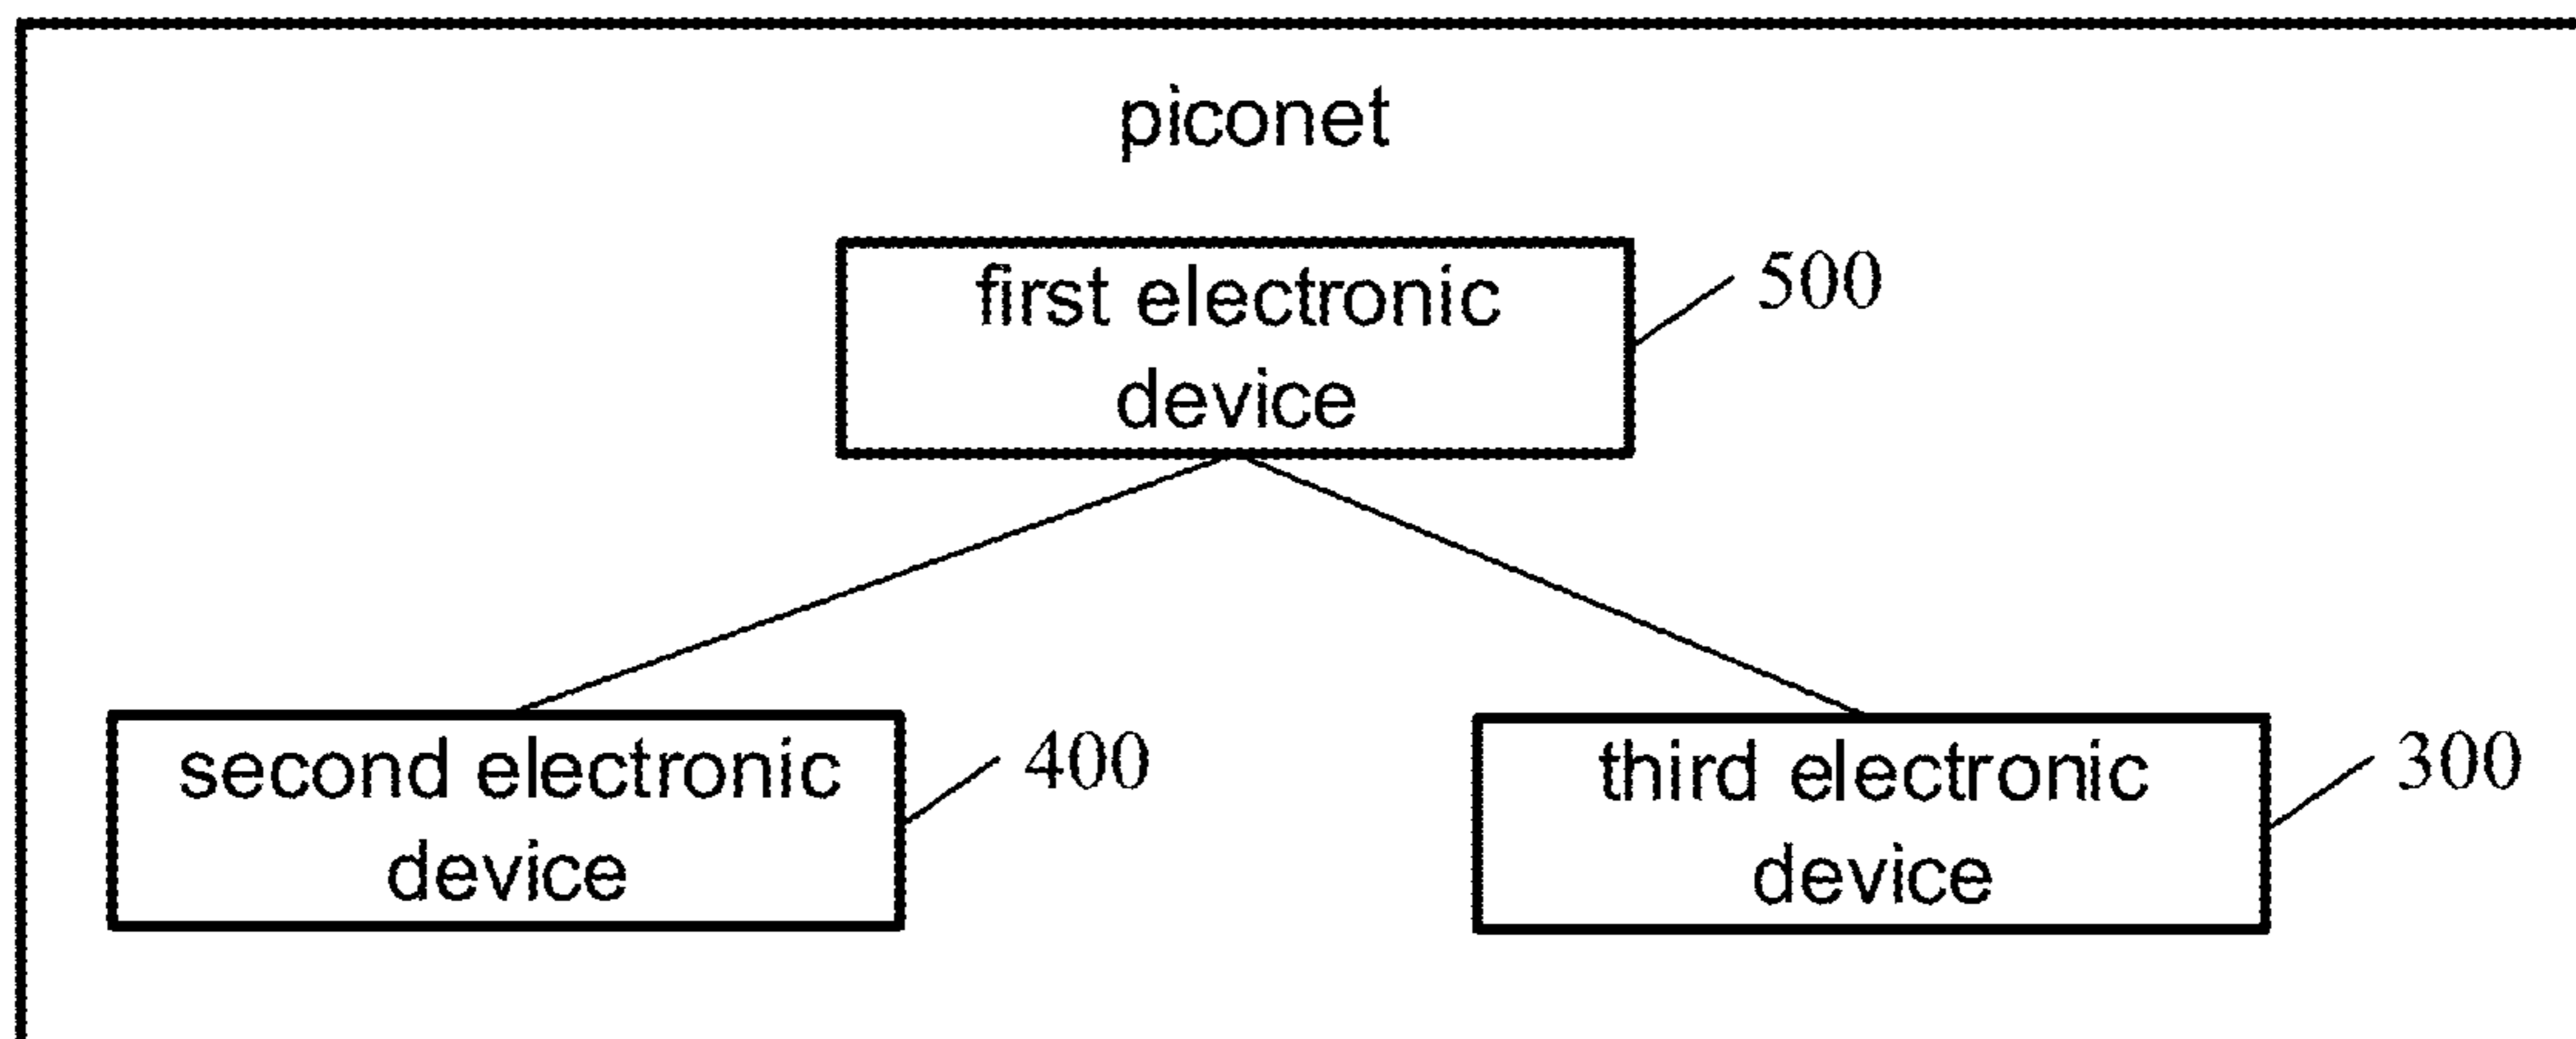 piconet
first electronic
device
500
second electronic
device
400
third electronic
device
300